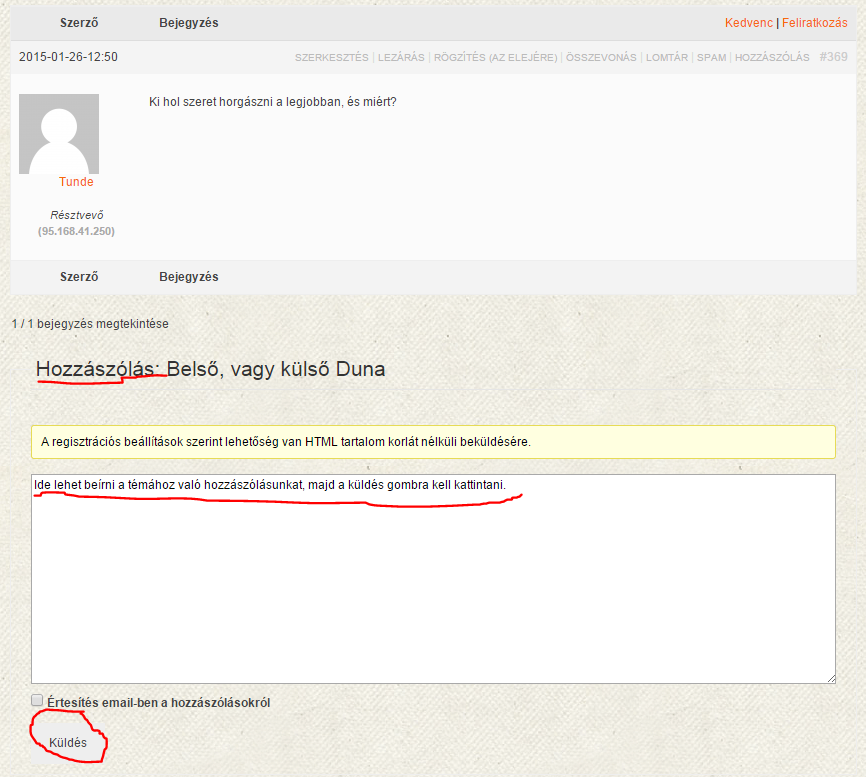 Szerző Bejegyzés Kedvenc | Feliratkozás
2015-01-26-12:50 SZERKESZTÉS | LEZÁRÁS | RÖGZÍTÉS (AZ ELEJÉRE) | ÖSSZEVONÁS | LOMTÁR | SPAM | HOZZÁSZÓLÁS #369
Ki hol szeret horgászni a legjobban, és miért?
Tunde
Résztvevő
(95.168.41.250)
Szerző Bejegyzés
1 / 1 bejegyzés megtekintése
Hozzászólás: Belső, vagy külső Duna
A regisztrációs beállítások szerint lehetőség van HTML tartalom korlát nélküli beküldésére.
Ide lehet beírni a témához való hozzászólásunkat, majd a küldés gombra kell kattintani.
Értesítés email-ben a hozzászólásokról
Küldés